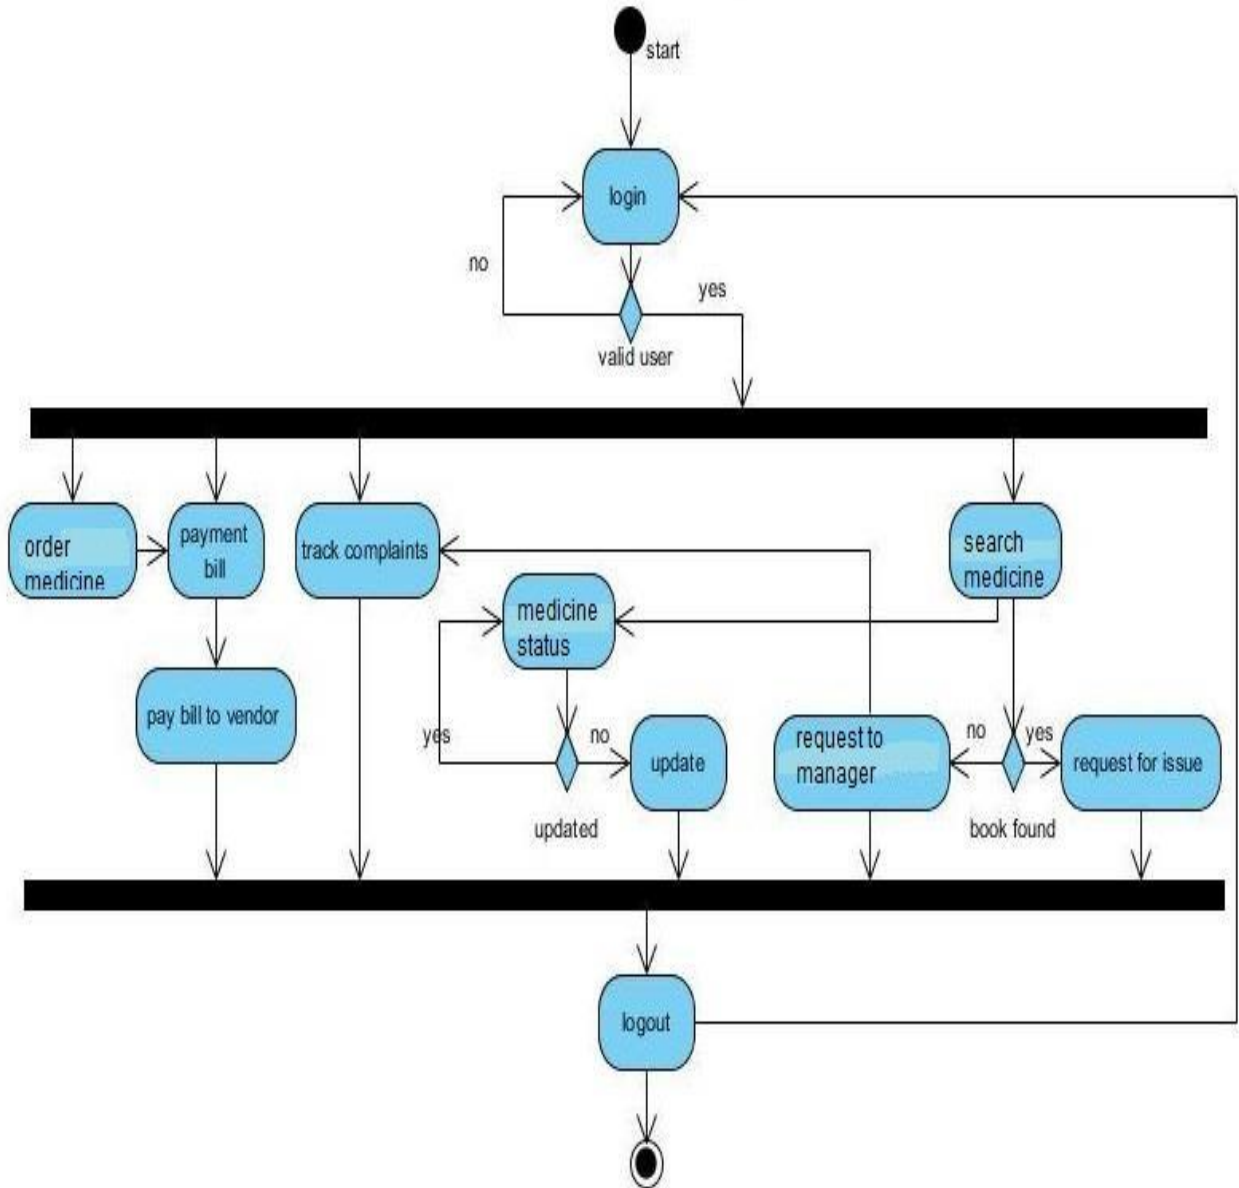 start
login
no
yes
valid user
order
medicine
payment
bill
track complaints
search
medicine
medicine
status
pay bill to vendor
yes
no
update
updated
request to
manager
no
yes
request for issue
book found
logout